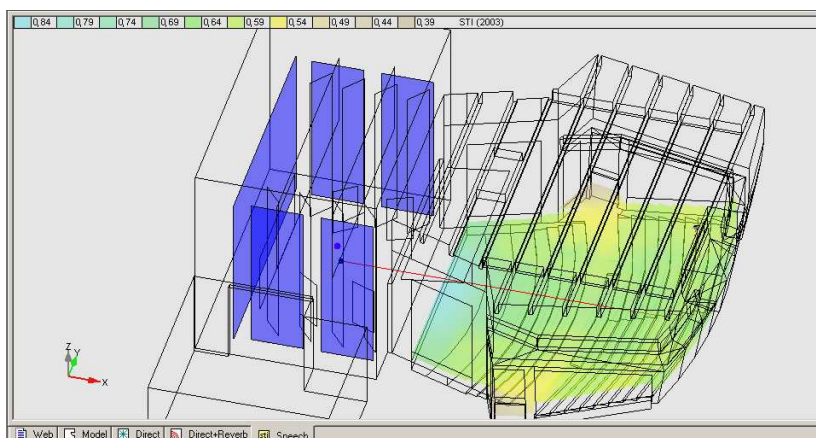 0,84 0,79 0,74 0,69 0,64 0,59 0,54 0,49 0,44 0,39 STI (2003)
Z Y
X
Web Model Direct Direct+Reverb sti Speech